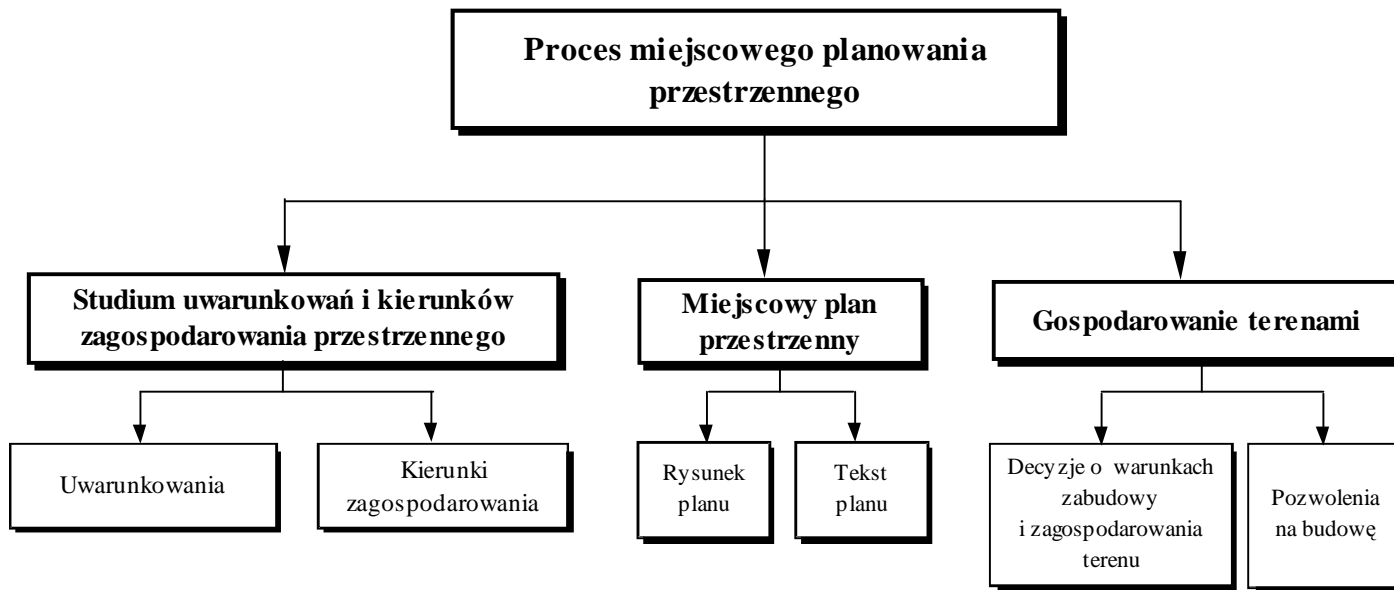 Proces miejscowego planowania
przestrzennego
Studium uwarunkowań i kierunków
zagospodarowania przestrzennego
Miejscowy plan
przestrzenny
Gospodarowanie terenami
Uwarunkowania
Kierunki
zagospodarowania
Rysunek
planu
Tekst
planu
Decyzje o warunkach
zabudowy
i zagospodarowania
terenu
Pozwolenia
na budowę